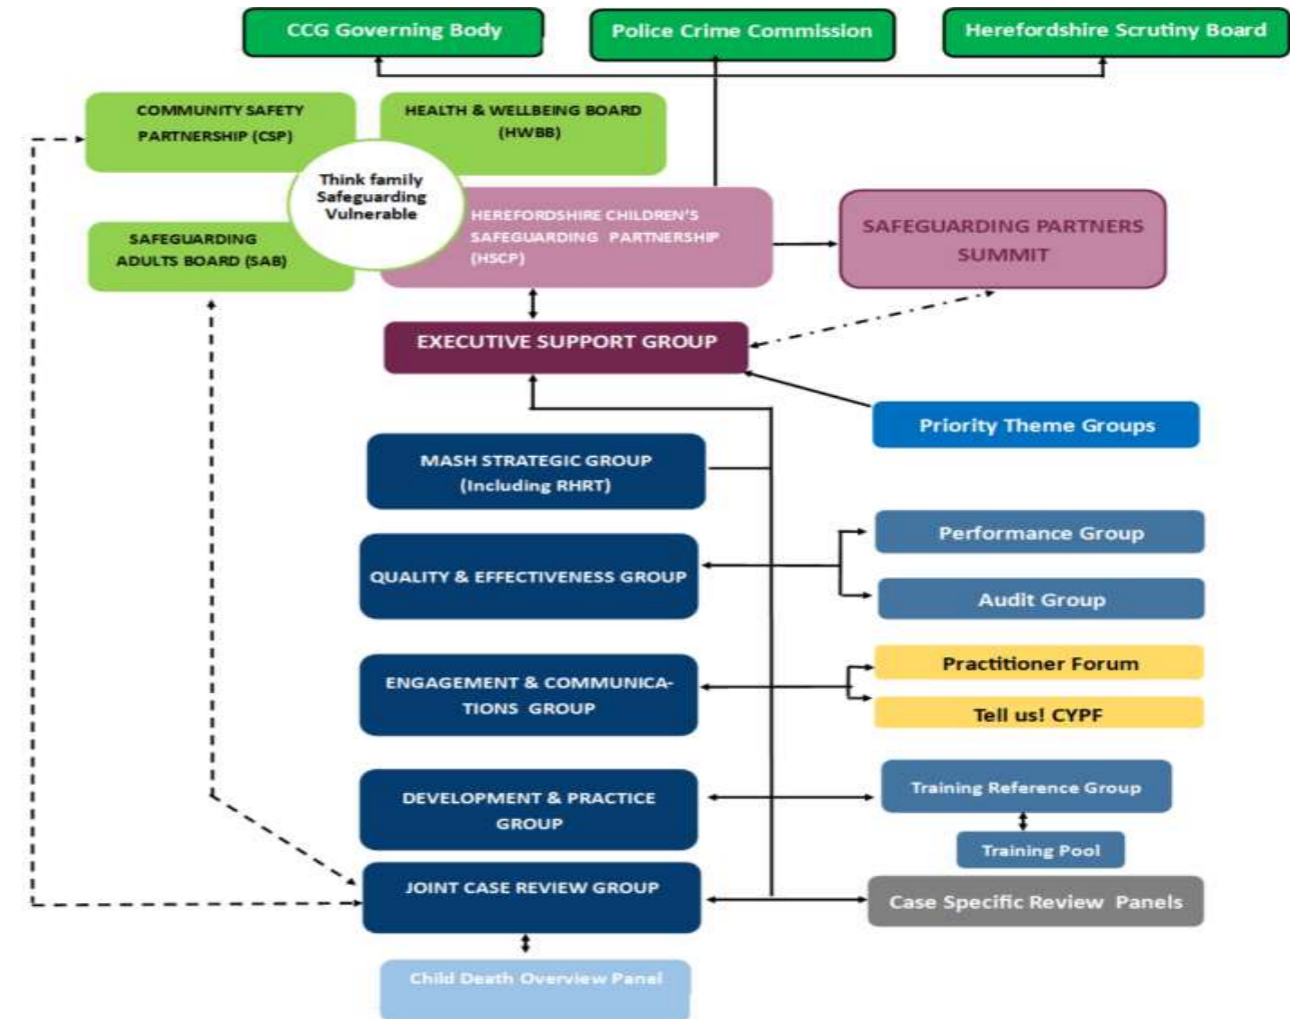 CCG Governing Body
Police Crime Commission
Herefordshire Scrutiny Board
COMMUNITY SAFETY
PARTNERSHIP (CSP)
HEALTH & WELLBEING BOARD
(HWBB)
Think family
Safeguarding
Vulnerable
HEREFORDSHIRE CHILDREN'S
SAFEGUARDING PARTNERSHIP
(HSCP)
SAFEGUARDING PARTNERS
SUMMIT
SAFEGUARDING
ADULTS BOARD (SAB)
EXECUTIVE SUPPORT GROUP
Priority Theme Groups
MASH STRATEGIC GROUP
(Including RHRT)
Performance Group
QUALITY & EFFECTIVENESS GROUP
Audit Group
Practitioner Forum
ENGAGEMENT & COMMUNICA-
TIONS GROUP
Tell us! CYPF
DEVELOPMENT & PRACTICE
GROUP
Training Reference Group
Training Pool
JOINT CASE REVIEW GROUP
Case Specific Review Panels
Child Death Overview Panel